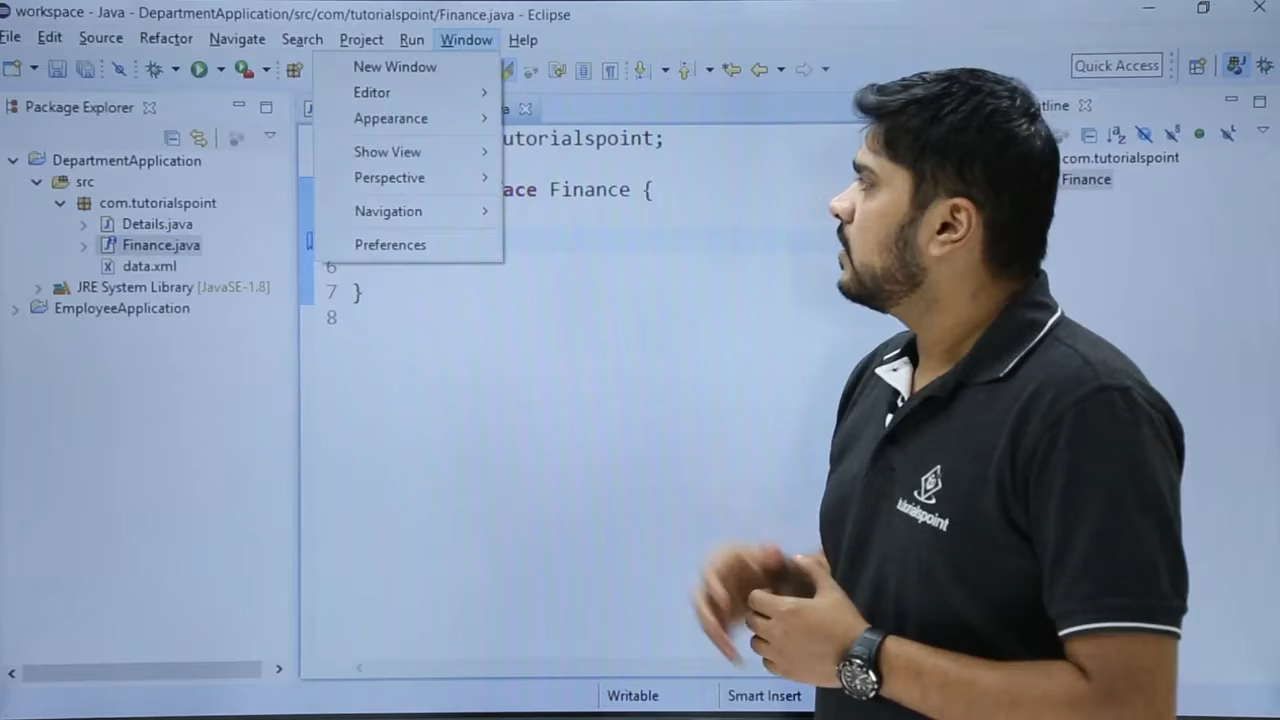 workspace - Java - DepartmentApplication/src/com/tutorialspoint/Finance.java - Eclipse
File Edit Source Refactor Navigate Search Project Run Window Help
Quick Access
Package Explorer
DepartmentApplication
src
com.tutorialspoint
Details.java
Finance.java
data.xml
JRE System Library [JavaSE-1.8]
EmployeeApplication
New Window
Editor
Appearance
Show View
Perspective
Navigation
Preferences
utorialspoint;
ace Finance {
6
7 }
8
utline
com.tutorialspoint
Finance
tutorialspoint
Writable
Smart Insert